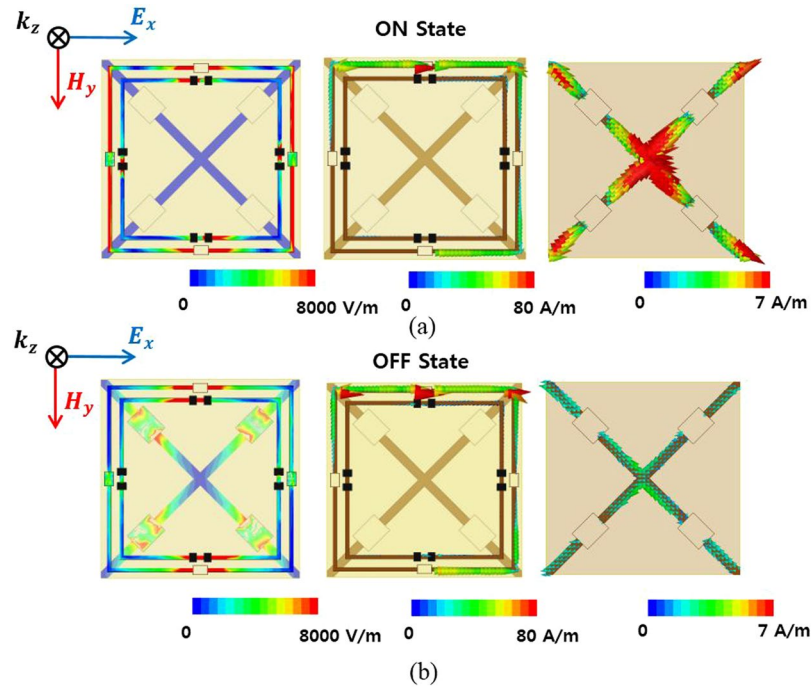 k_z E_x ON State
H_y
0 8000 V/m 0 80 A/m 0 7 A/m
(a)
k_z E_x OFF State
H_y
0 8000 V/m 0 80 A/m 0 7 A/m
(b)